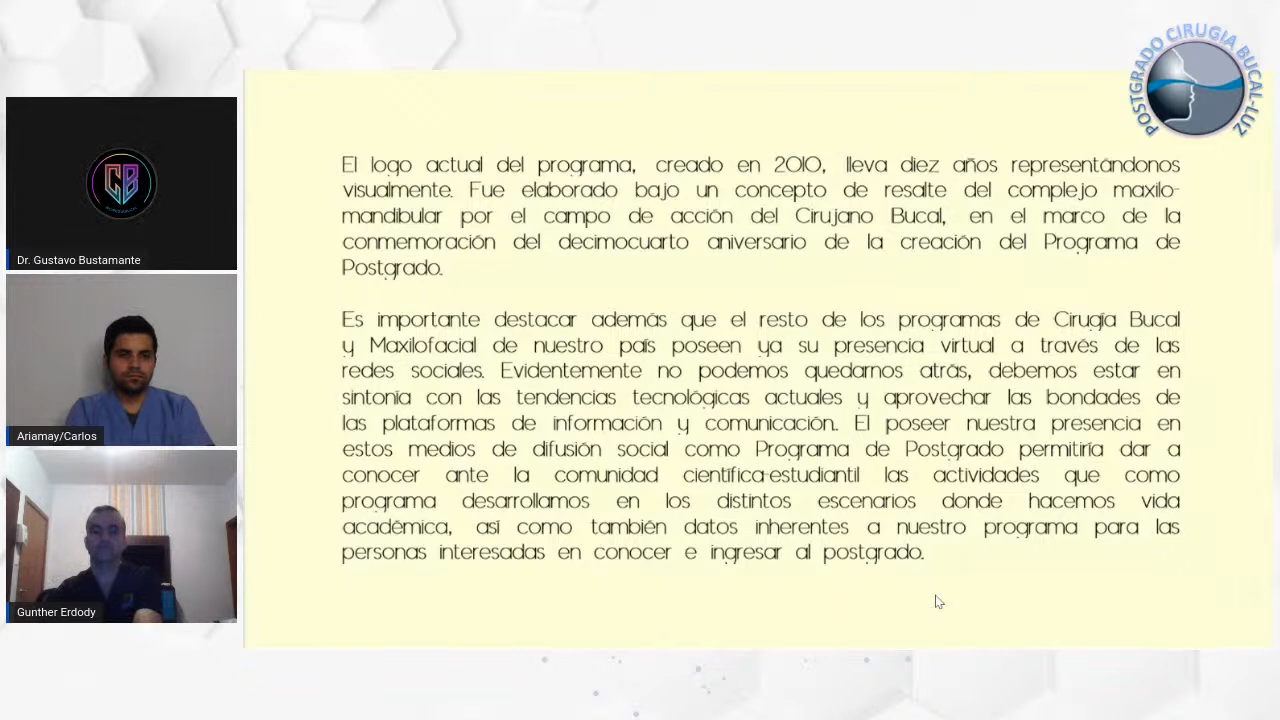 POSTGRADO CIRUGIA BUCAL-LUZ
El logo actual del programa, creado en 2010, lleva diez años representándonos
visualmente. Fue elaborado bajo un concepto de resalte del complejo maxilo-
mandibular por el campo de acción del Cirujano Bucal, en el marco de la
conmemoración del decimocuarto aniversario de la creación del Programa de
Postgrado.
Es importante destacar además que el resto de los programas de Cirugía Bucal
y Maxilofacial de nuestro país poseen ya su presencia virtual a través de las
redes sociales. Evidentemente no podemos quedarnos atrás, debemos estar en
sintonía con las tendencias tecnológicas actuales y aprovechar las bondades de
las plataformas de información y comunicación. El poseer nuestra presencia en
estos medios de difusión social como Programa de Postgrado permitiría dar a
conocer ante la comunidad científica-estudiantil las actividades que como
programa desarrollamos en los distintos escenarios donde hacemos vida
académica, así como también datos inherentes a nuestro programa para las
personas interesadas en conocer e ingresar al postgrado.
CB
Dr. Gustavo Bustamante
Ariamay/Carlos
Gunther Erdody